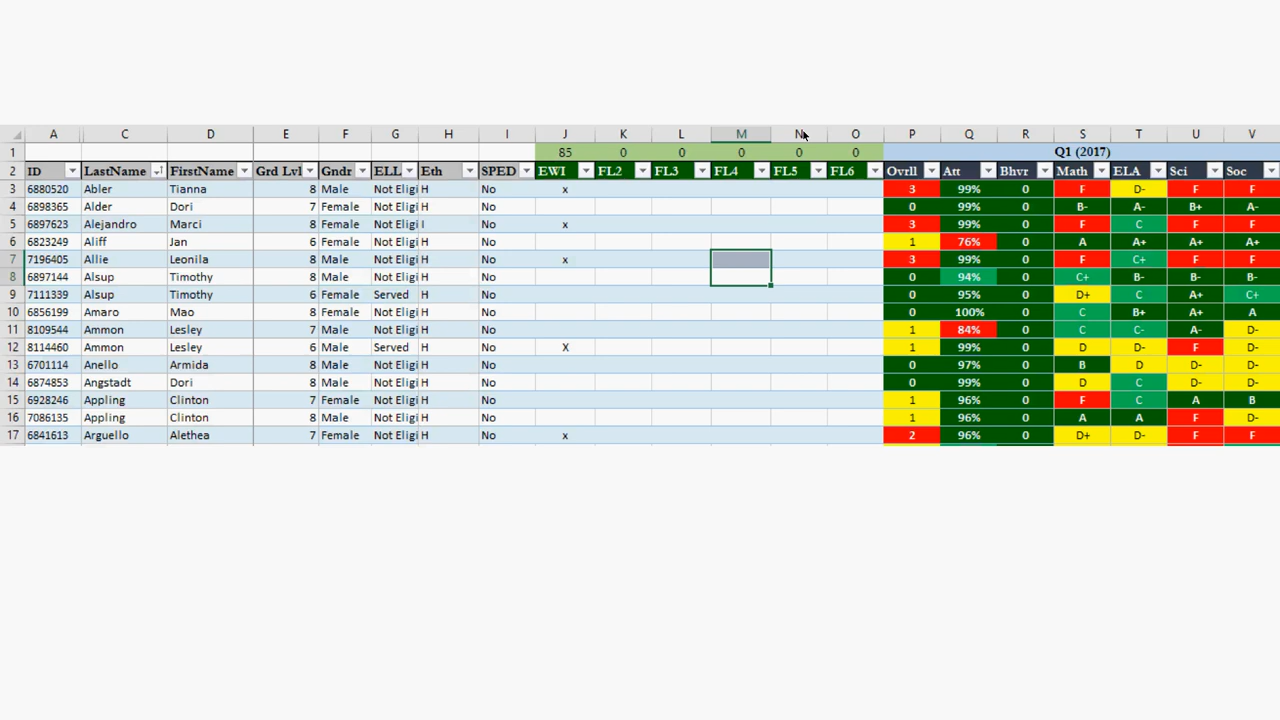 A C D E F G H I J K L M N O P Q R S T U V
1 85 0 0 0 0 0 Q1 (2017)
2 ID LastName FirstName Grd Lvl Gndr ELL Eth SPED EWI FL2 FL3 FL4 FL5 FL6 Ovrll Att Bhvr Math ELA Sci Soc
3 6880520 Abler Tianna 8 Male Not Eligi H No x 3 99% 0 F D- F F
4 6898365 Alder Dori 7 Female Not Eligi H No 0 99% 0 B- A- B+ A-
5 6897623 Alejandro Marci 8 Female Not Eligi I No x 3 99% 0 F C F F
6 6823249 Aliff Jan 6 Female Not Eligi H No 1 76% 0 A A+ A+ A+
7 7196405 Allie Leonila 8 Male Not Eligi H No x 3 99% 0 F C+ F F
8 6897144 Alsup Timothy 8 Male Not Eligi H No 0 94% 0 C+ B- B- B-
9 7111339 Alsup Timothy 6 Female Served H No 0 95% 0 D+ C A+ C+
10 6856199 Amaro Mao 8 Female Not Eligi H No 0 100% 0 C B+ A+ A
11 8109544 Ammon Lesley 7 Male Not Eligi H No 1 84% 0 C C- A- D-
12 8114460 Ammon Lesley 6 Male Served H No X 1 99% 0 D D- F D-
13 6701114 Anello Armida 8 Male Not Eligi H No 0 97% 0 B D D- D-
14 6874853 Angstadt Dori 8 Male Not Eligi H No 0 99% 0 D C D- D-
15 6928246 Appling Clinton 7 Female Not Eligi H No 1 96% 0 F C A B
16 7086135 Appling Clinton 8 Male Not Eligi H No 1 96% 0 A A F D-
17 6841613 Arguello Alethea 7 Female Not Eligi H No x 2 96% 0 D+ D- F F